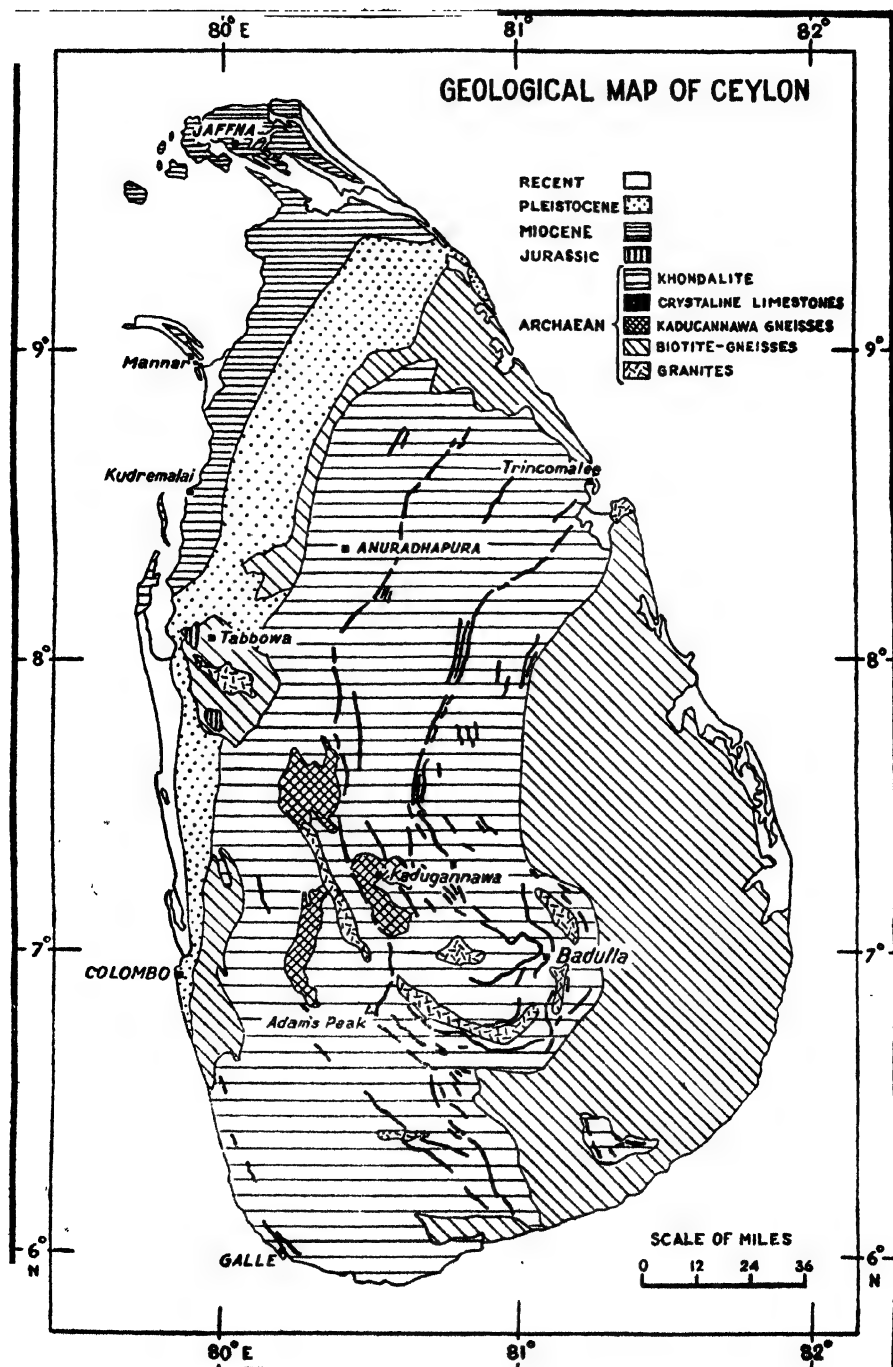 80° E 81° 82°
GEOLOGICAL MAP OF CEYLON
JAFFNA
RECENT
PLEISTOCENE
MIOCENE
JURASSIC
ARCHAEAN
KHONDALITE
CRYSTALINE LIMESTONES
KADUCANNAWA GNEISSES
BIOTITE-GNEISSES
GRANITES
9° 9°
Mannar
Kudremalai
Trincomalee
ANURADHAPURA
Tabbowa
8° 8°
Kadugannawa
7° 7°
Badulla
COLOMBO
Adam's Peak
SCALE OF MILES
0 12 24 36
6° 6°
N N
GALLE
80° E 81° 82°